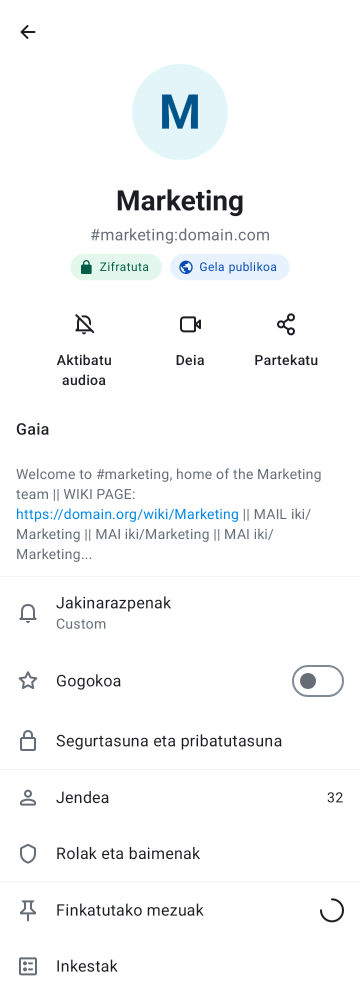 M
Marketing
#marketing:domain.com
Zifratuta
Gela publikoa
Aktibatu
audioa
Deia
Partekatu
Gaia
Welcome to #marketing, home of the Marketing
team || WIKI PAGE:
https://domain.org/wiki/Marketing || MAIL iki/
Marketing || MAI iki/Marketing || MAI iki/
Marketing...
Jakinarazpenak
Custom
Gogokoa
Segurtasuna eta pribatutasuna
Jendea 32
Rolak eta baimenak
Finkatutako mezuak
Inkestak